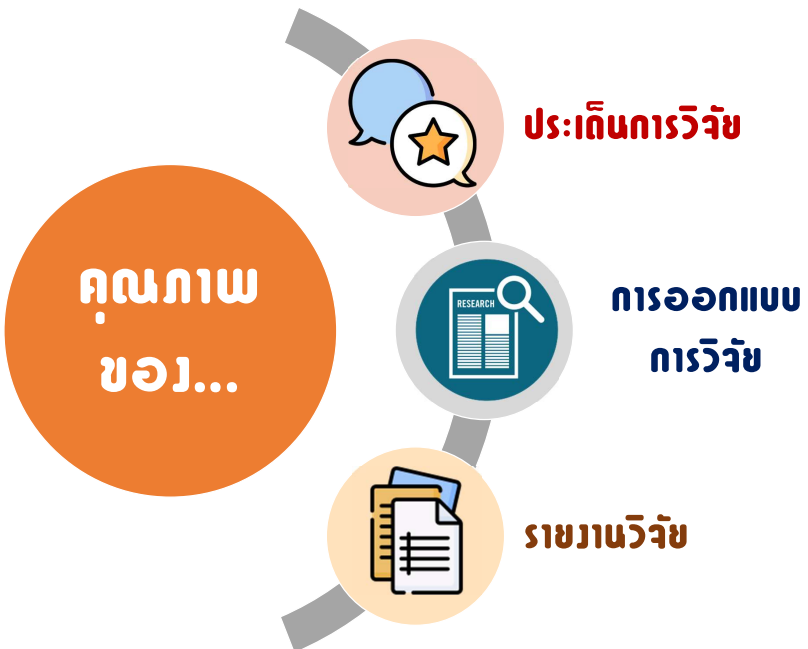 คุณภาพ
ของ...
ประเด็นการวิจัย
RESEARCH
การออกแบบ
การวิจัย
รายงานวิจัย